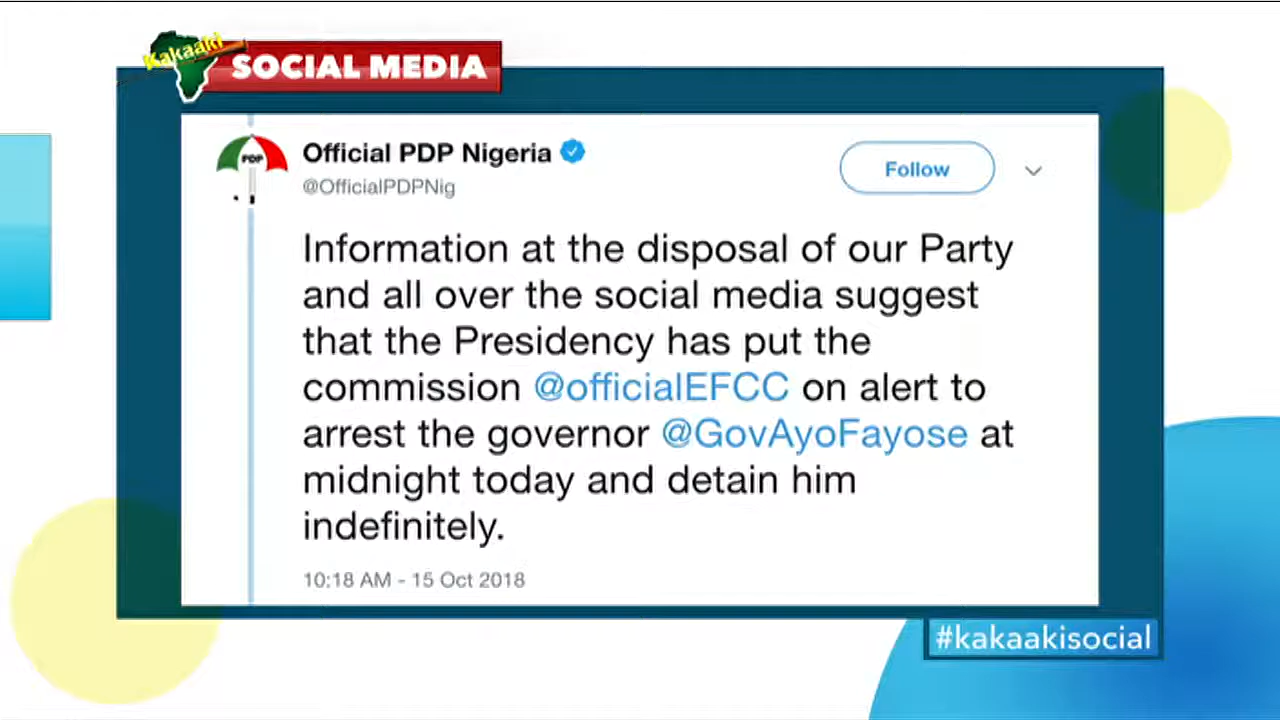 Kakaaki
SOCIAL MEDIA
PDP
Official PDP Nigeria
@OfficialPDPNig
Follow
Information at the disposal of our Party
and all over the social media suggest
that the Presidency has put the
commission @officialEFCC on alert to
arrest the governor @GovAyoFayose at
midnight today and detain him
indefinitely.
10:18 AM - 15 Oct 2018
#kakaakisocial